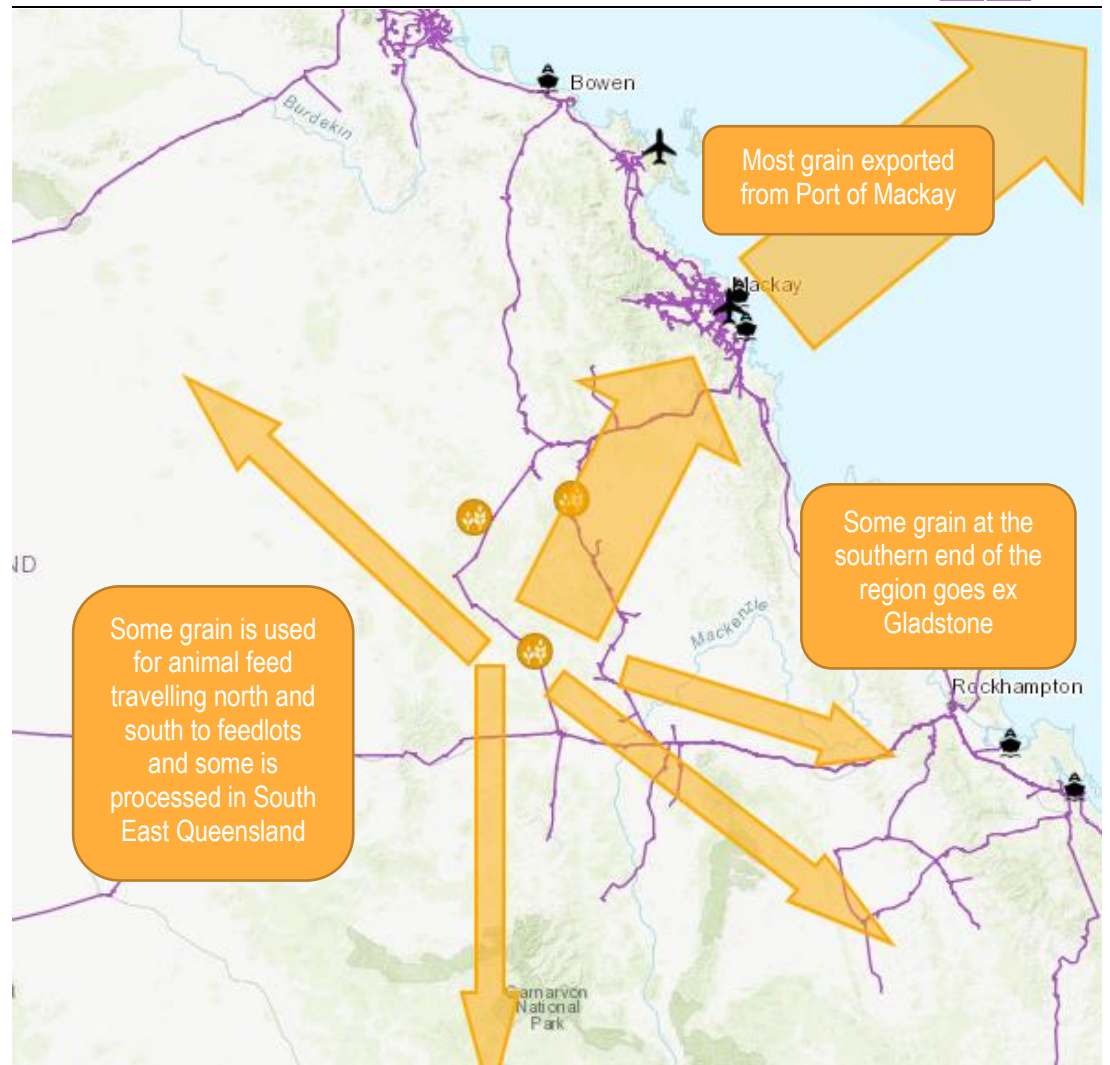 Bowen
Burdekin
Most grain exported
from Port of Mackay
Mackay
Some grain at the
southern end of the
region goes ex
Gladstone
ND
Some grain is used
for animal feed
travelling north and
south to feedlots
and some is
processed in South
East Queensland
Mackenzie
Rockhampton
Carnarvon
National
Park